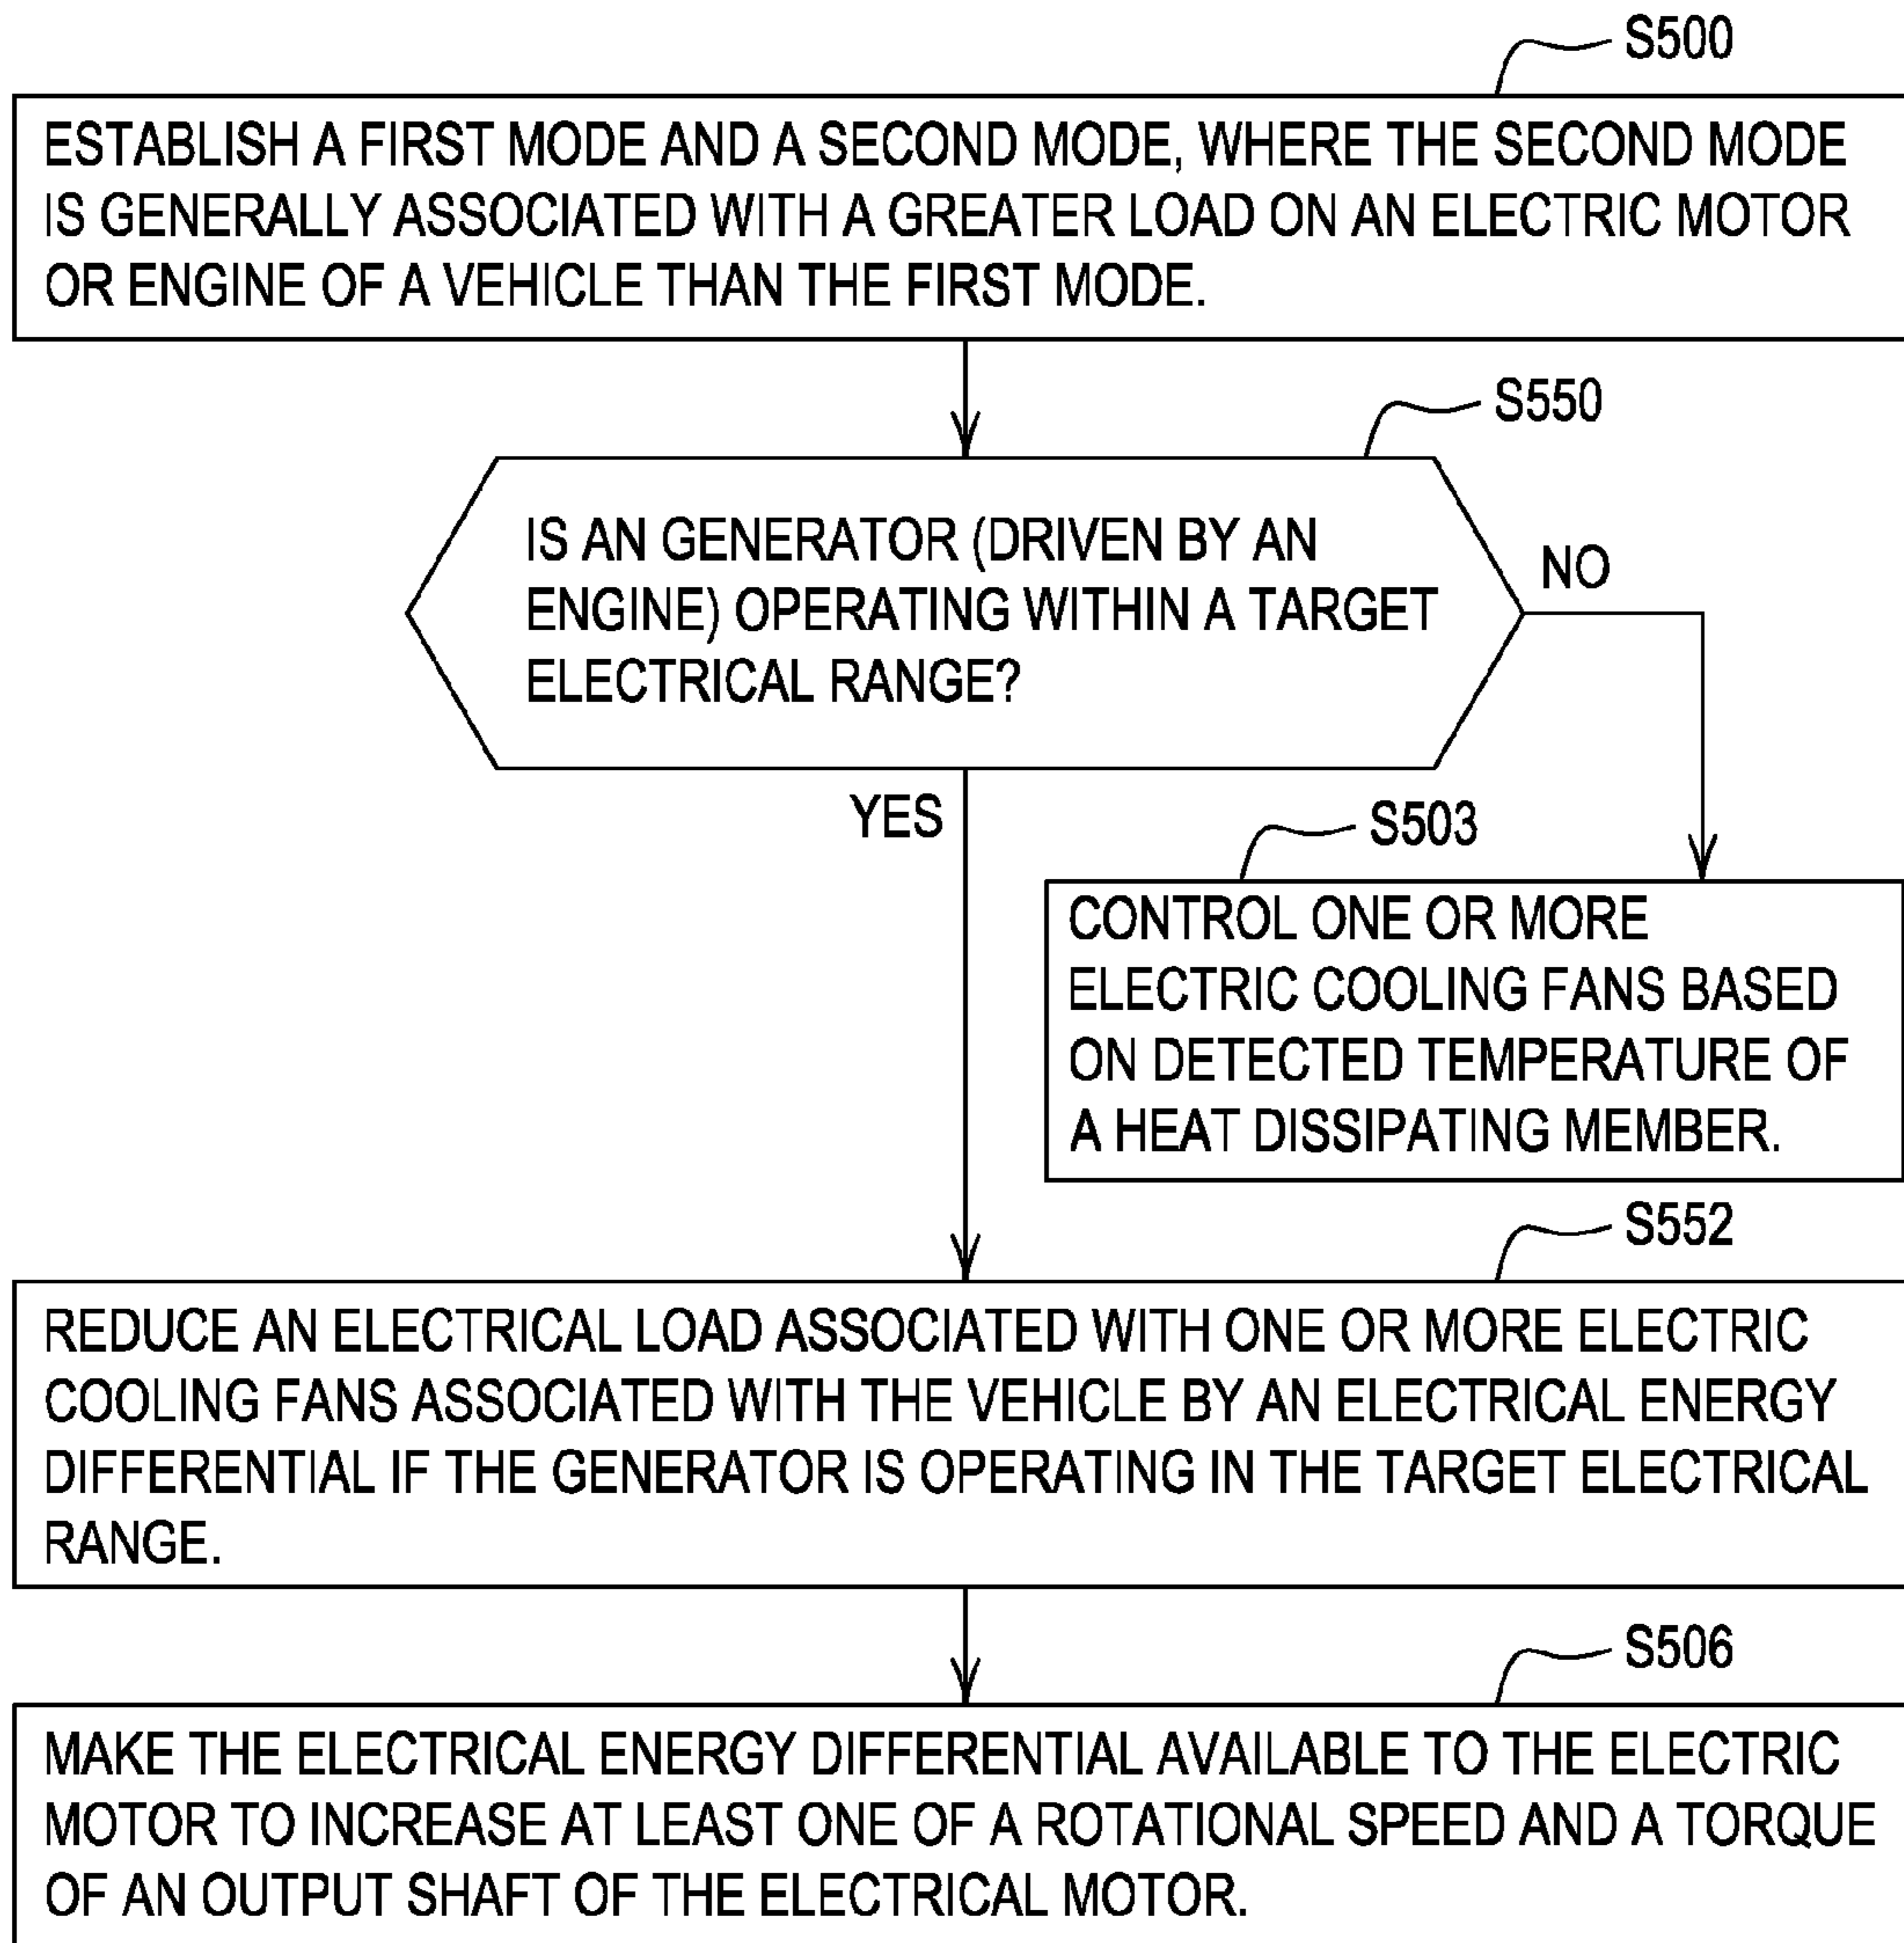 S500
ESTABLISH A FIRST MODE AND A SECOND MODE, WHERE THE SECOND MODE
IS GENERALLY ASSOCIATED WITH A GREATER LOAD ON AN ELECTRIC MOTOR
OR ENGINE OF A VEHICLE THAN THE FIRST MODE.
S550
IS AN GENERATOR (DRIVEN BY AN
ENGINE) OPERATING WITHIN A TARGET
ELECTRICAL RANGE?
NO
YES
S503
CONTROL ONE OR MORE
ELECTRIC COOLING FANS BASED
ON DETECTED TEMPERATURE OF
A HEAT DISSIPATING MEMBER.
S552
REDUCE AN ELECTRICAL LOAD ASSOCIATED WITH ONE OR MORE ELECTRIC
COOLING FANS ASSOCIATED WITH THE VEHICLE BY AN ELECTRICAL ENERGY
DIFFERENTIAL IF THE GENERATOR IS OPERATING IN THE TARGET ELECTRICAL
RANGE.
S506
MAKE THE ELECTRICAL ENERGY DIFFERENTIAL AVAILABLE TO THE ELECTRIC
MOTOR TO INCREASE AT LEAST ONE OF A ROTATIONAL SPEED AND A TORQUE
OF AN OUTPUT SHAFT OF THE ELECTRICAL MOTOR.